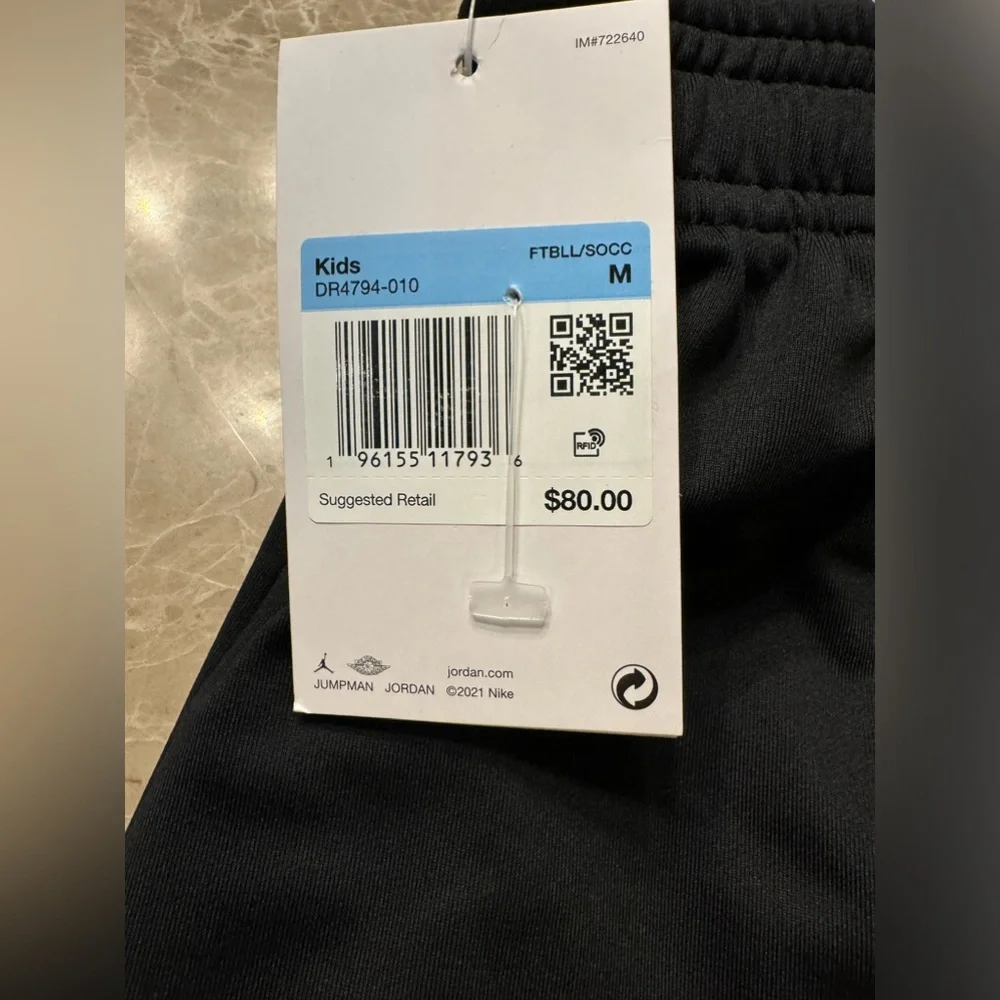 IM#722640
FTBLL/SOCC
Kids M
DR4794-010
1 96155 11793 6
RFID
Suggested Retail $80.00
jordan.com
JUMPMAN JORDAN ©2021 Nike